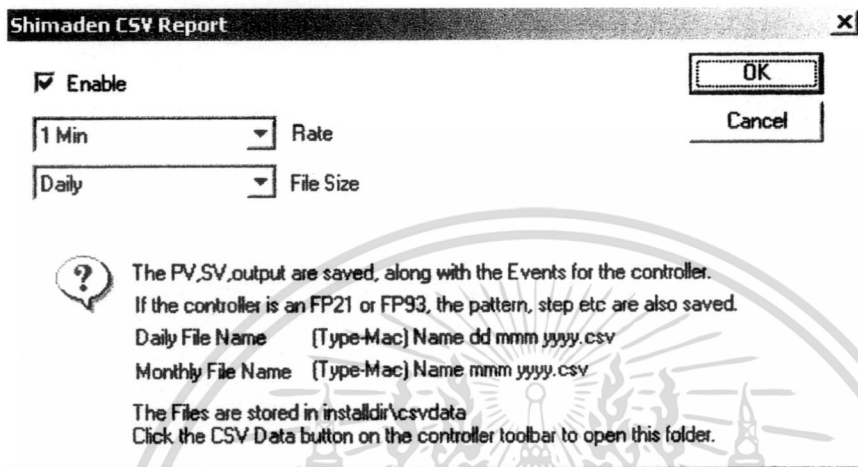 Shimaden CSV Report
Enable
OK
1 Min
Rate
Cancel
Daily
File Size
The PV,SV,output are saved, along with the Events for the controller.
If the controller is an FP21 or FP93, the pattern, step etc are also saved.
Daily File Name (Type-Mac) Name dd mmm yyyy.csv
Monthly File Name (Type-Mac) Name mmm yyyy.csv
The Files are stored in installdir\csvdata
Click the CSV Data button on the controller toolbar to open this folder.